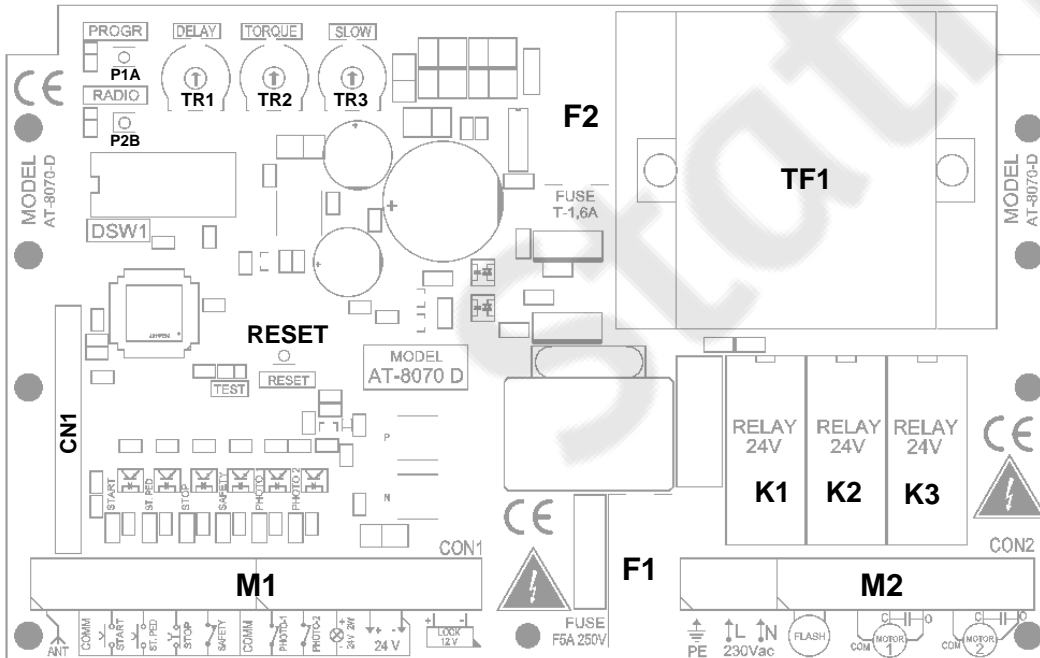 PROGR
DELAY
TORQUE
SLOW
P1A
TR1
TR2
TR3
RADIO
P2B
F2
TF1
MODEL
AT-8070-D
MODEL
AT-8070-D
DSW1
FUSE
T-1,6A
RESET
MODEL
AT-8070 D
RESET
TEST
CN1
P
N
RELAY
24V
RELAY
24V
RELAY
24V
K1
K2
K3
START
ST. PED
STOP
SAFETY
PHOTO 1
PHOTO 2
CON1
CON2
M1
F1
M2
ANT
COMM
START
ST. PED
STOP
SAFETY
COMM
PHOTO-1
PHOTO-2
24V 2W
24 V
LOCK
12 V
FUSE
F5A 250V
PE
L N
230Vac
FLASH
COM
MOTOR
1
C
O
COM
MOTOR
2
C
O